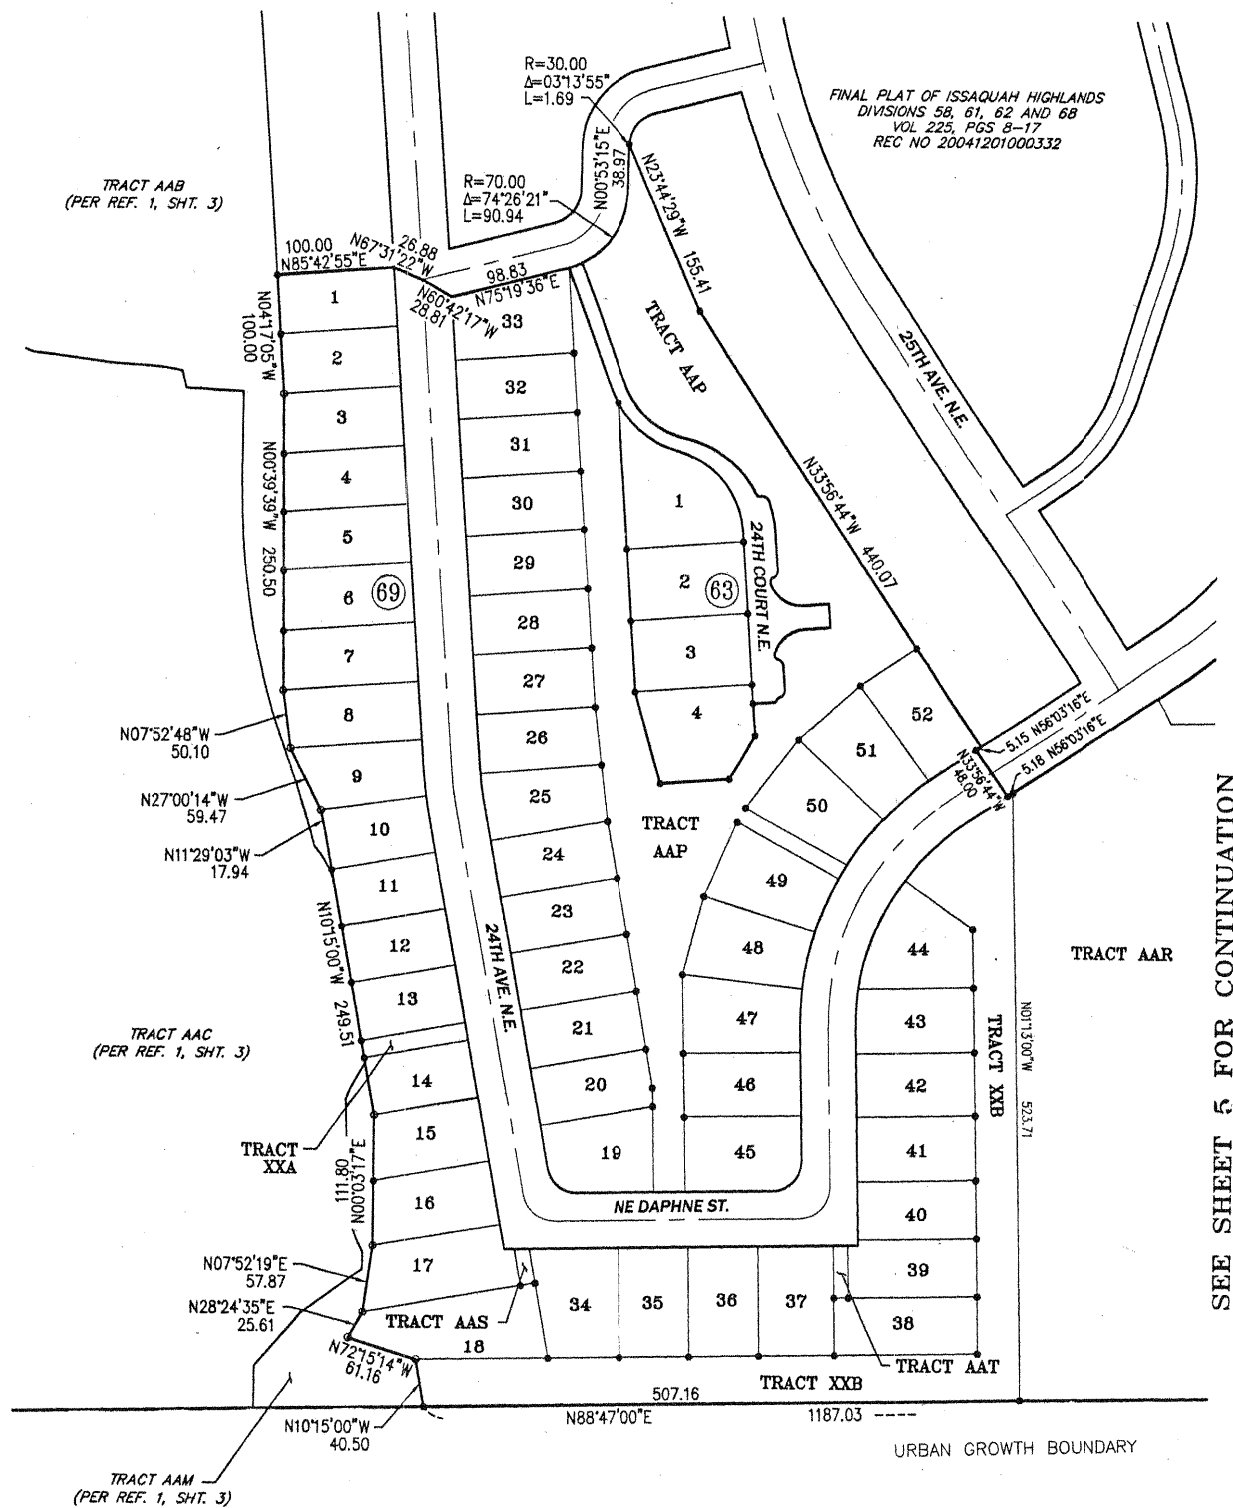 R=30.00
Δ=03°13'55"
L=1.69
FINAL PLAT OF ISSAQUAH HIGHLANDS
DIVISIONS 58, 61, 62 AND 68
VOL 225, PGS 8-17
REC NO 20041201000332
TRACT AAB
(PER REF. 1, SHT. 3)
R=70.00
Δ=74°26'21"
L=90.94
N00°53'15"E
38.97
N23°44'29"W 155.41
100.00
N85°42'55"E
26.88
N67°31'22"W
98.83
N75°19'36"E
N60°42'17"W
28.81
N04°17'05"W
100.00
TRACT AAP
25TH AVE. N.E.
N33°56'44"W 440.07
N00°39'39"W 250.50
1
2
3
4
5
6
7
8
9
10
11
12
13
14
15
16
17
18
69
33
32
31
30
29
28
27
26
25
24
23
22
21
20
19
1
2
3
4
63
24TH COURT N.E.
N07°52'48"W
50.10
N27°00'14"W
59.47
N11°29'03"W
17.94
N10°15'00"W 249.51
24TH AVE. N.E.
TRACT
AAP
52
51
50
49
48
47
46
45
5.15 N56°03'16"E
5.18 N56°03'16"E
N33°56'44"W
48.00
44
43
42
41
40
39
38
TRACT XXB
N01°13'00"W 523.71
TRACT AAR
SEE SHEET 5 FOR CONTINUATION
TRACT AAC
(PER REF. 1, SHT. 3)
TRACT
XXA
111.80
N00°03'17"E
NE DAPHNE ST.
N07°52'19"E
57.87
N28°24'35"E
25.61
N72°15'14"W
61.16
TRACT AAS
34
35
36
37
TRACT AAT
TRACT XXB
507.16
N88°47'00"E
1187.03
N10°15'00"W
40.50
URBAN GROWTH BOUNDARY
TRACT AAM
(PER REF. 1, SHT. 3)